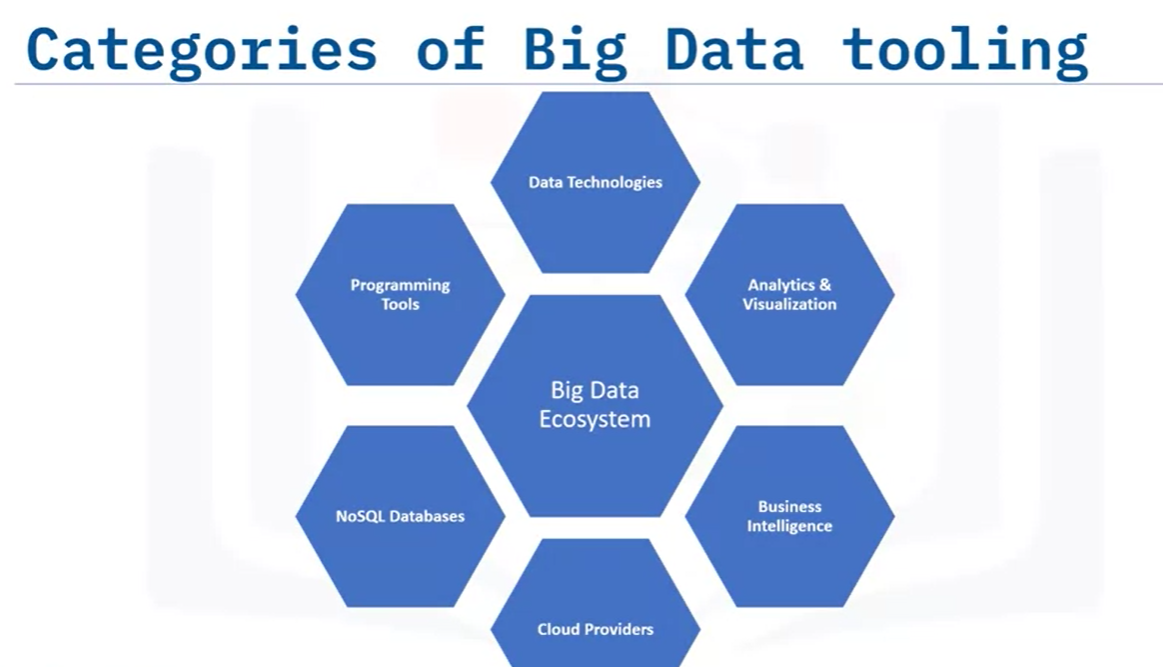 Categories of Big Data tooling
Data Technologies
Programming
Tools
Analytics &
Visualization
Big Data
Ecosystem
NoSQL Databases
Business
Intelligence
Cloud Providers